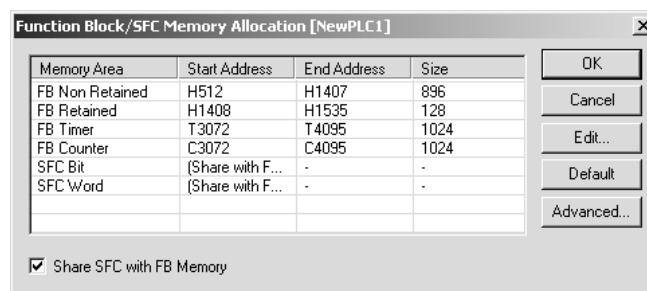 Function Block/SFC Memory Allocation [NewPLC1]
Memory Area Start Address End Address Size
FB Non Retained H512 H1407 896
FB Retained H1408 H1535 128
FB Timer T3072 T4095 1024
FB Counter C3072 C4095 1024
SFC Bit (Share with F... - -
SFC Word (Share with F... - -
OK
Cancel
Edit...
Default
Advanced...
Share SFC with FB Memory